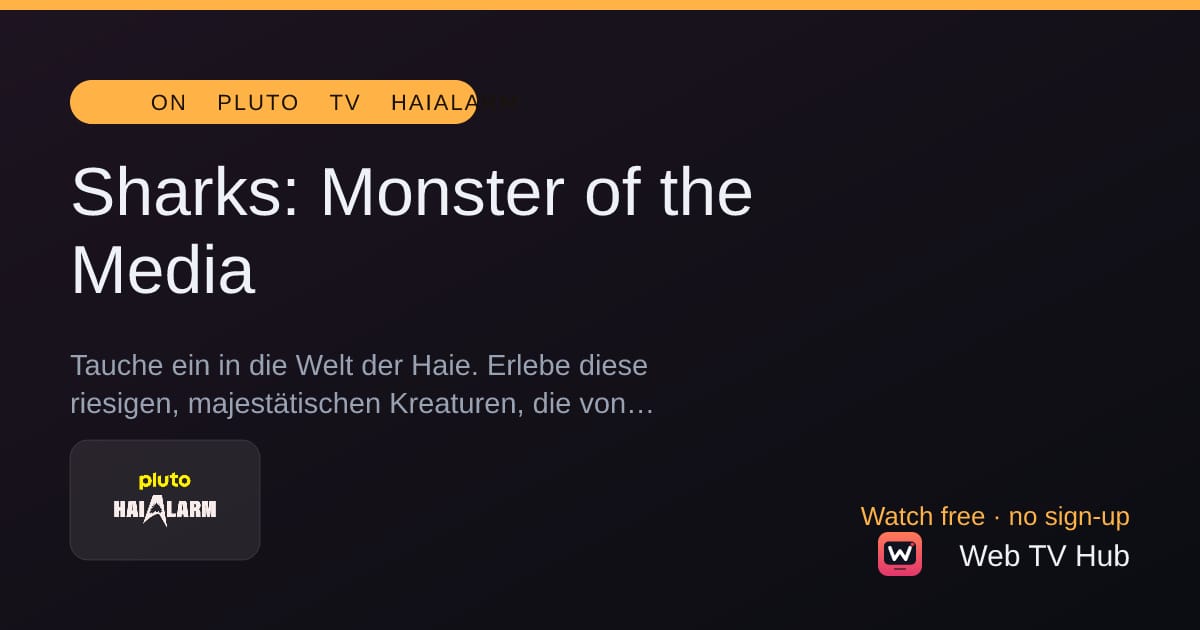 ON PLUTO TV HAIALARM
Sharks: Monster of the
Media
Tauche ein in die Welt der Haie. Erlebe diese
riesigen, majestätischen Kreaturen, die von…
pluto
HAIALARM
Watch free · no sign-up
W
Web TV Hub